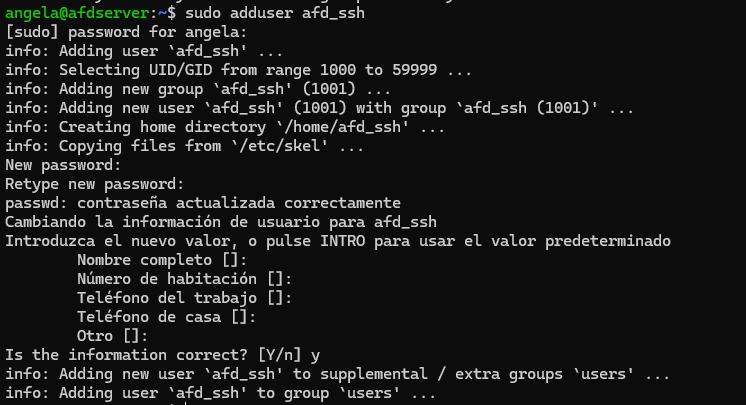 angela@afdserver:~$ sudo adduser afd_ssh
[sudo] password for angela:
info: Adding user `afd_ssh' ...
info: Selecting UID/GID from range 1000 to 59999 ...
info: Adding new group `afd_ssh' (1001) ...
info: Adding new user `afd_ssh' (1001) with group `afd_ssh (1001)' ...
info: Creating home directory `/home/afd_ssh' ...
info: Copying files from `/etc/skel' ...
New password:
Retype new password:
passwd: contraseña actualizada correctamente
Cambiando la información de usuario para afd_ssh
Introduzca el nuevo valor, o pulse INTRO para usar el valor predeterminado
        Nombre completo []:
        Número de habitación []:
        Teléfono del trabajo []:
        Teléfono de casa []:
        Otro []:
Is the information correct? [Y/n] y
info: Adding new user `afd_ssh' to supplemental / extra groups `users' ...
info: Adding user `afd_ssh' to group `users' ...